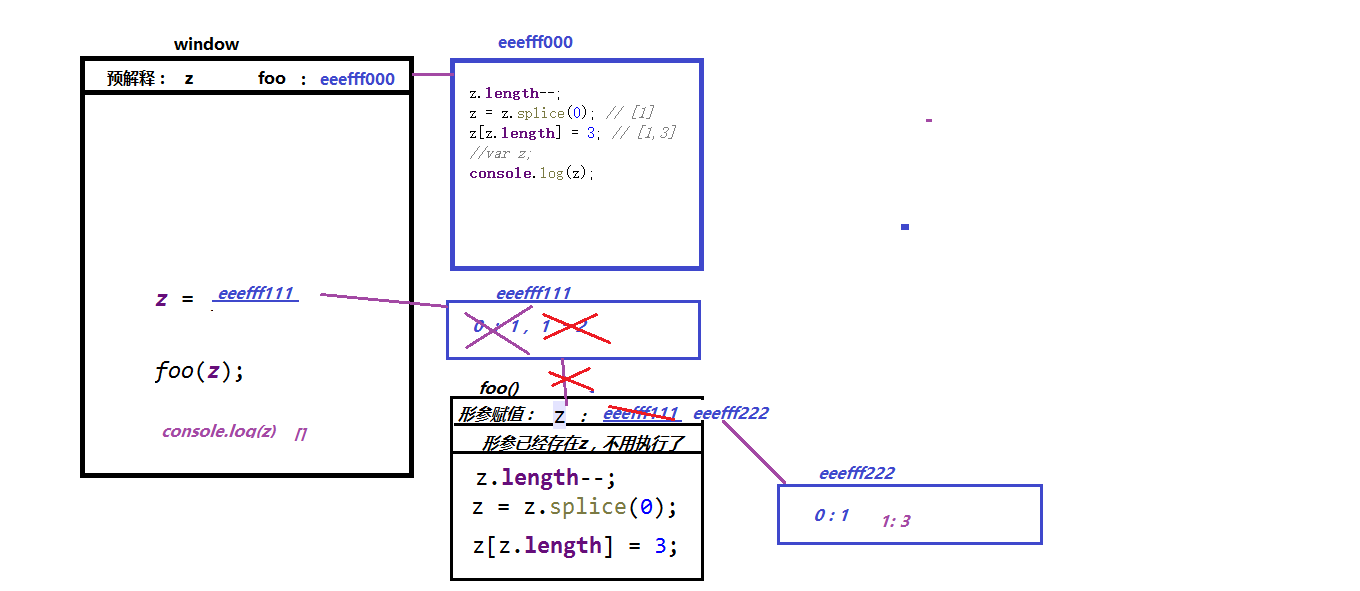 window
预解释： z foo : eeefff000
z = eeefff111
foo(z);
console.log(z) []
eeefff000
z.length--;
z = z.splice(0); // [1]
z[z.length] = 3; // [1,3]
//var z;
console.log(z);
eeefff111
0 : 1 , 1 : 2
foo()
形参赋值： z : eeefff111 eeefff222
形参已经存在z，不用执行了
z.length--;
z = z.splice(0);
z[z.length] = 3;
eeefff222
0 : 1 1: 3